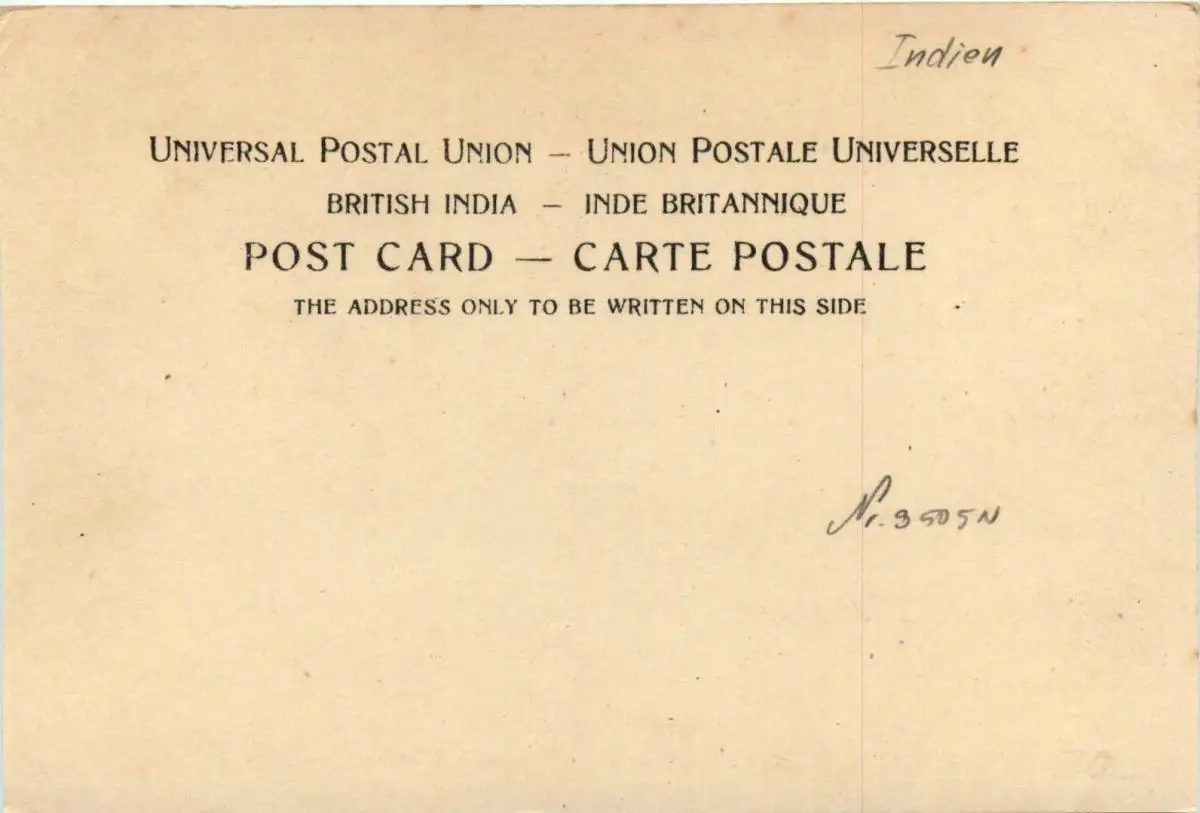 Indien
UNIVERSAL POSTAL UNION — UNION POSTALE UNIVERSELLE
BRITISH INDIA — INDE BRITANNIQUE
POST CARD — CARTE POSTALE
THE ADDRESS ONLY TO BE WRITTEN ON THIS SIDE
Nr. 3505N